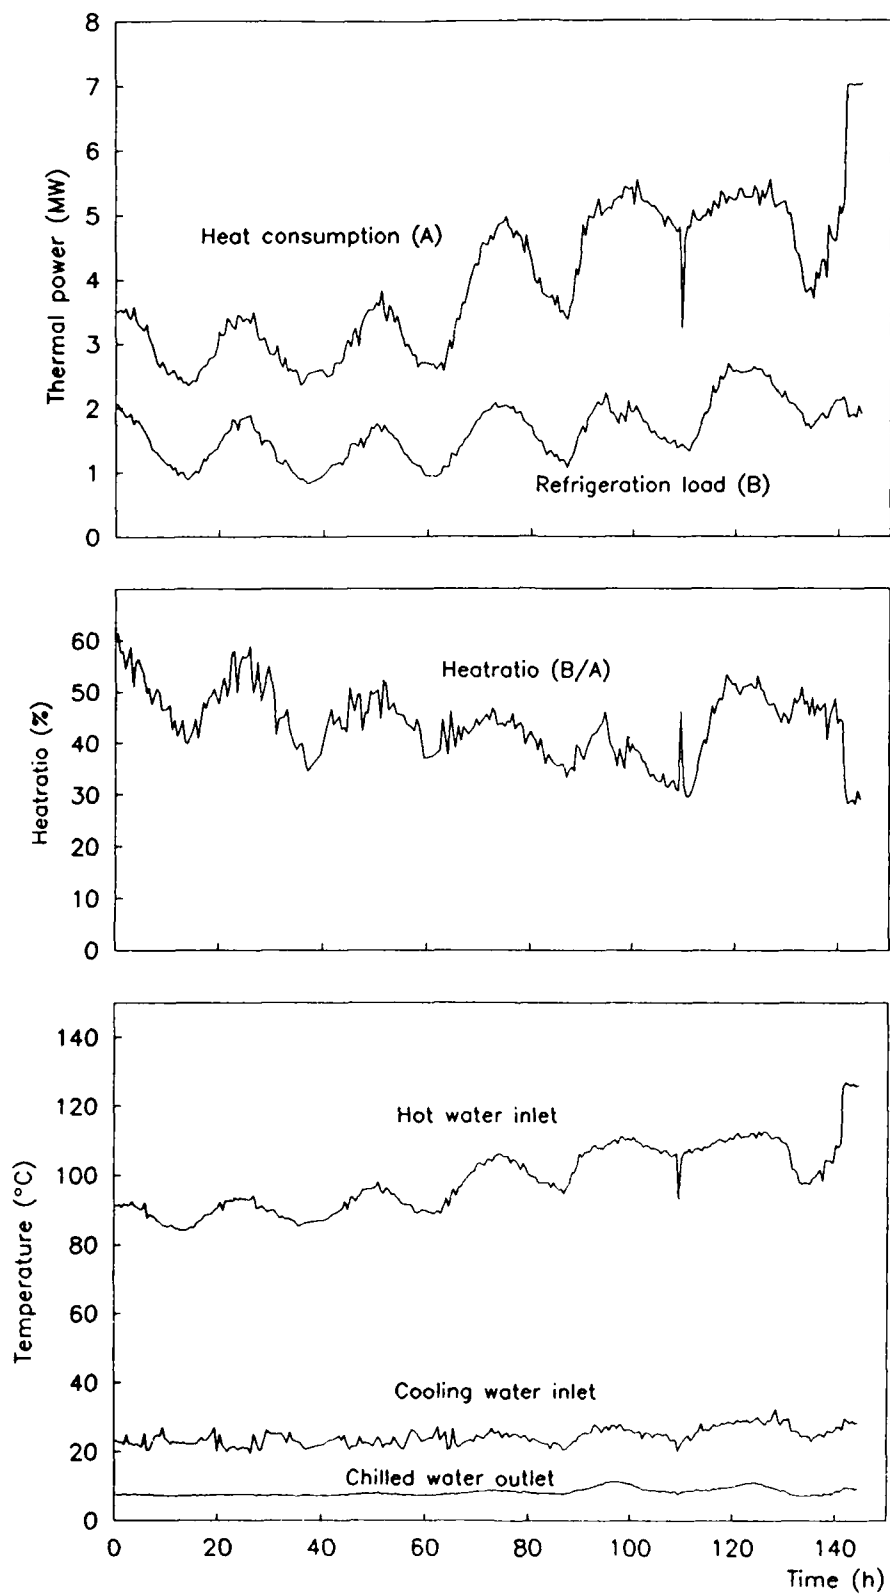 8
7
6
5
4
3
2
1
0
Thermal power (MW)
Heat consumption (A)
Refrigeration load (B)
60
50
40
30
20
10
0
Heatratio (%)
Heatratio (B/A)
140
120
100
80
60
40
20
0
Temperature (°C)
Hot water inlet
Cooling water inlet
Chilled water outlet
0 20 40 60 80 100 120 140
Time (h)